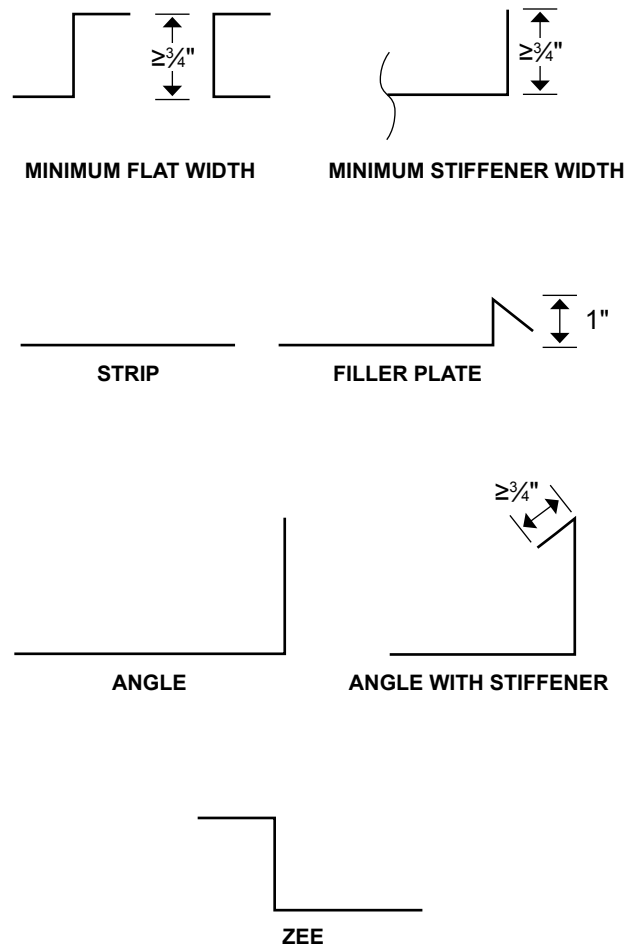 ≥¾"
≥¾"
MINIMUM FLAT WIDTH
MINIMUM STIFFENER WIDTH
1"
STRIP
FILLER PLATE
≥¾"
ANGLE
ANGLE WITH STIFFENER
ZEE